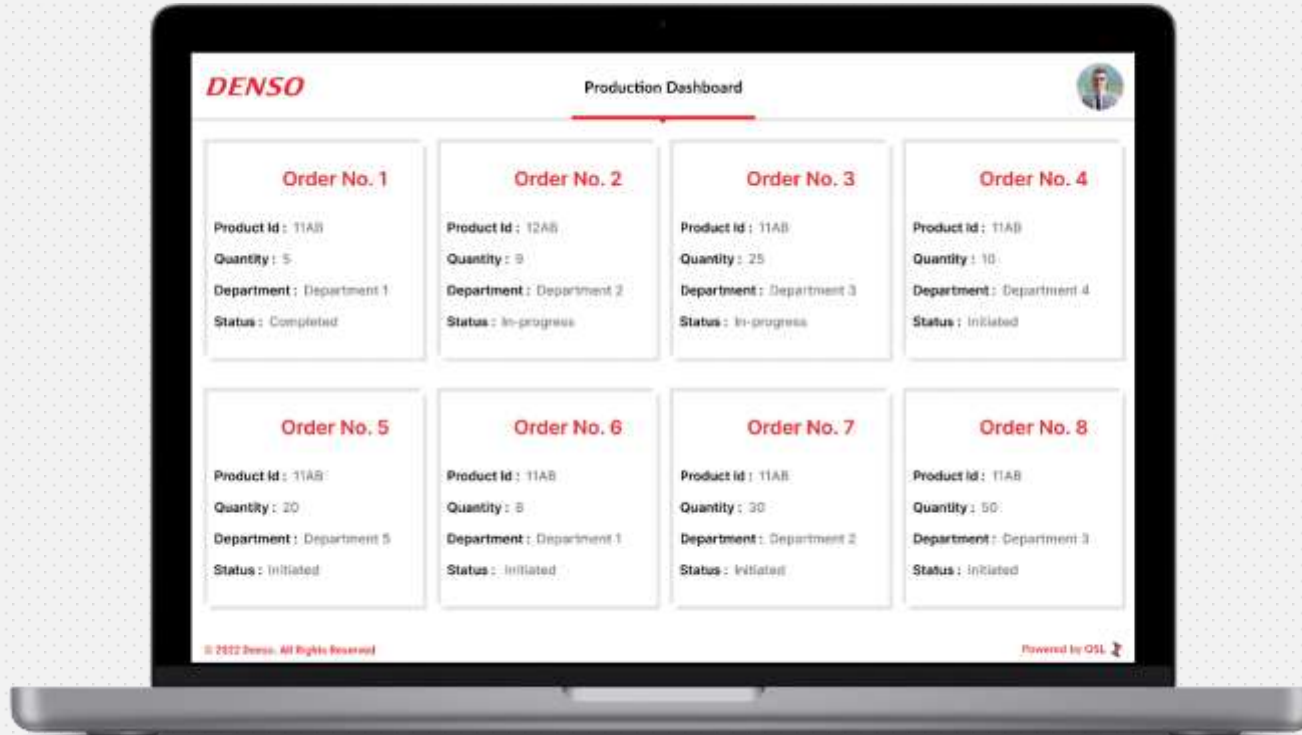 DENSO
Production Dashboard
Order No. 1
Product Id : 11AB
Quantity : 5
Department : Department 1
Status : Completed
Order No. 2
Product Id : 12AB
Quantity : 9
Department : Department 2
Status : In-progress
Order No. 3
Product Id : 11AB
Quantity : 25
Department : Department 3
Status : In-progress
Order No. 4
Product Id : 11AB
Quantity : 10
Department : Department 4
Status : Initiated
Order No. 5
Product Id : 11AB
Quantity : 20
Department : Department 5
Status : Initiated
Order No. 6
Product Id : 11AB
Quantity : 8
Department : Department 1
Status : Initiated
Order No. 7
Product Id : 11AB
Quantity : 30
Department : Department 2
Status : Initiated
Order No. 8
Product Id : 11AB
Quantity : 50
Department : Department 3
Status : Initiated
© 2022 Denso. All Rights Reserved
Powered by OSL